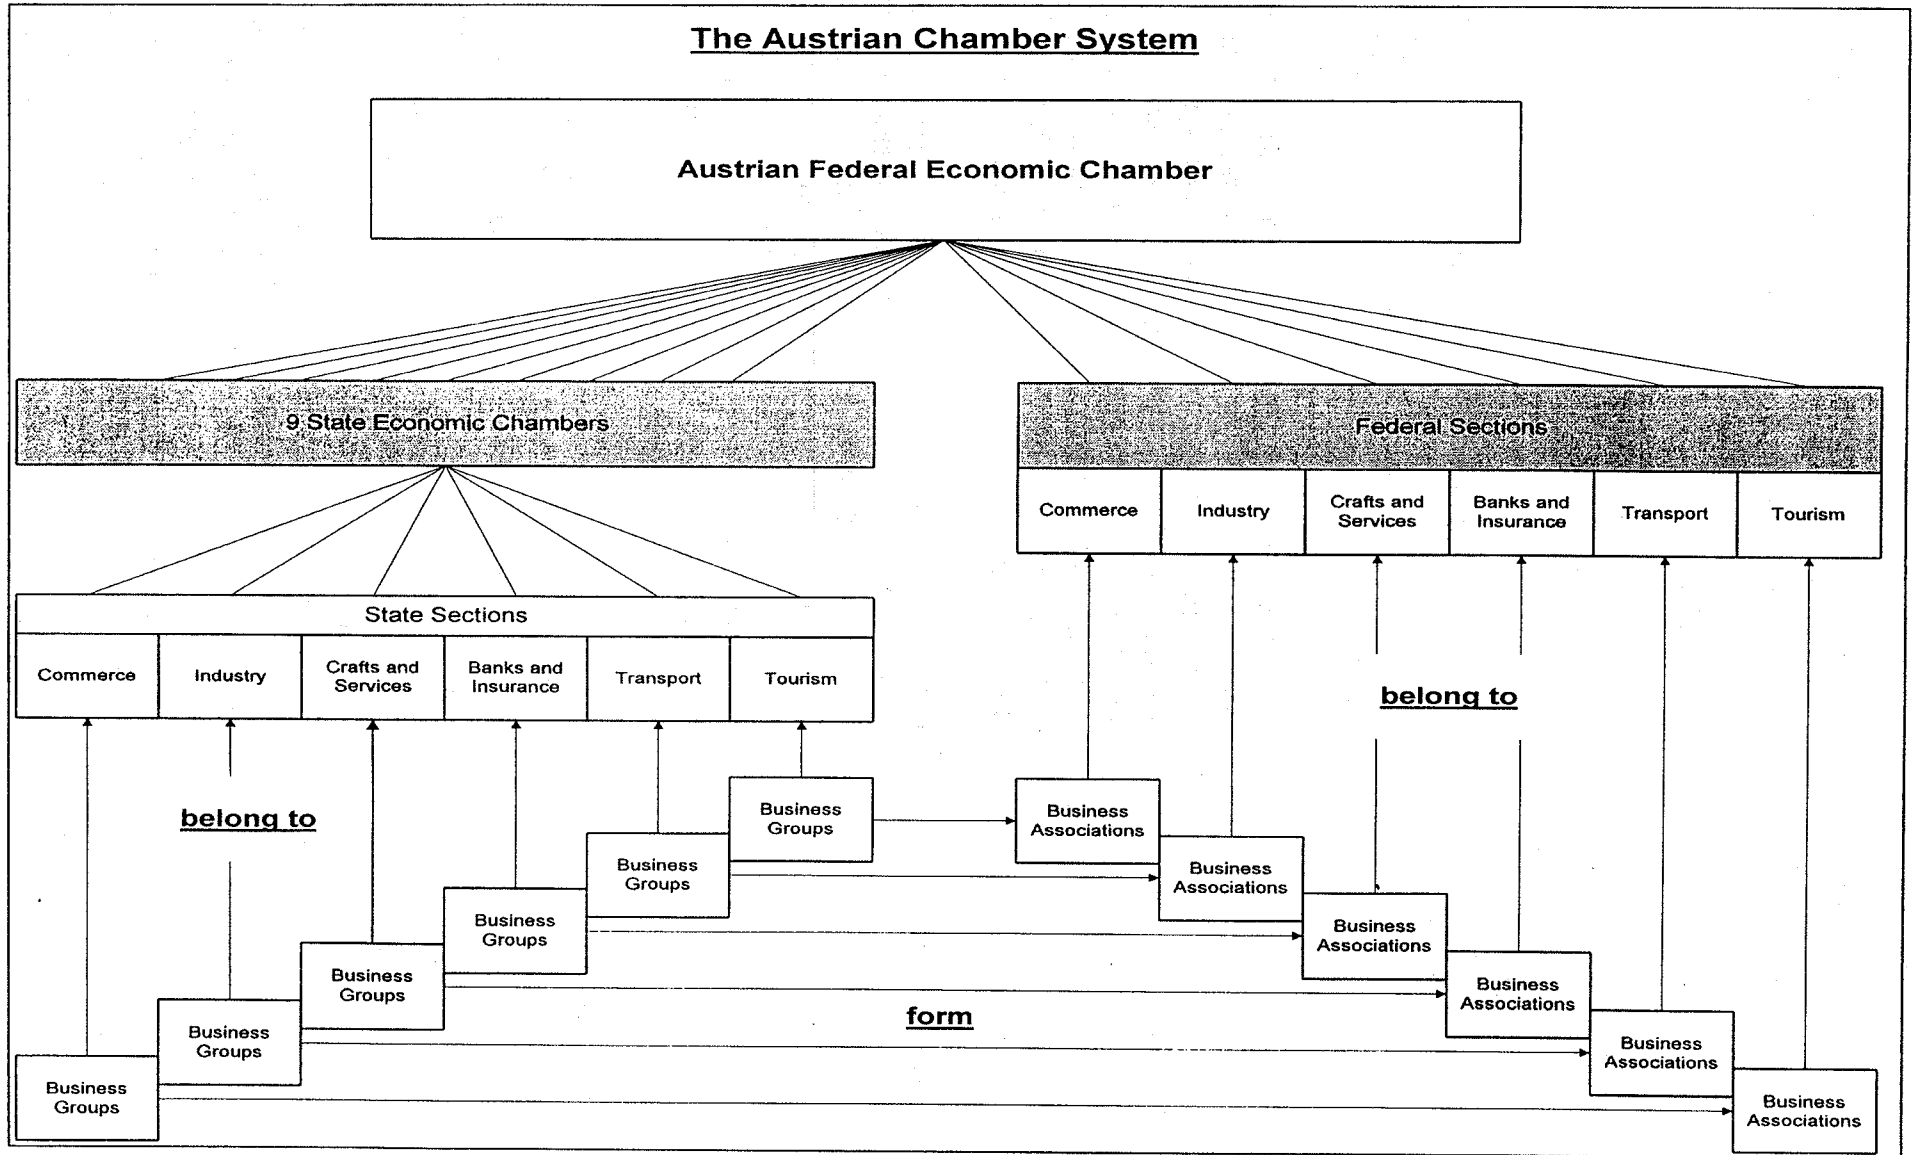 The Austrian Chamber System
Austrian Federal Economic Chamber
9 State Economic Chambers
Federal Sections
Commerce
Industry
Crafts and
Services
Banks and
Insurance
Transport
Tourism
State Sections
Commerce
Industry
Crafts and
Services
Banks and
Insurance
Transport
Tourism
belong to
belong to
Business
Groups
Business
Associations
Business
Groups
Business
Associations
Business
Groups
Business
Associations
Business
Groups
Business
Associations
form
Business
Groups
Business
Associations
Business
Groups
Business
Associations